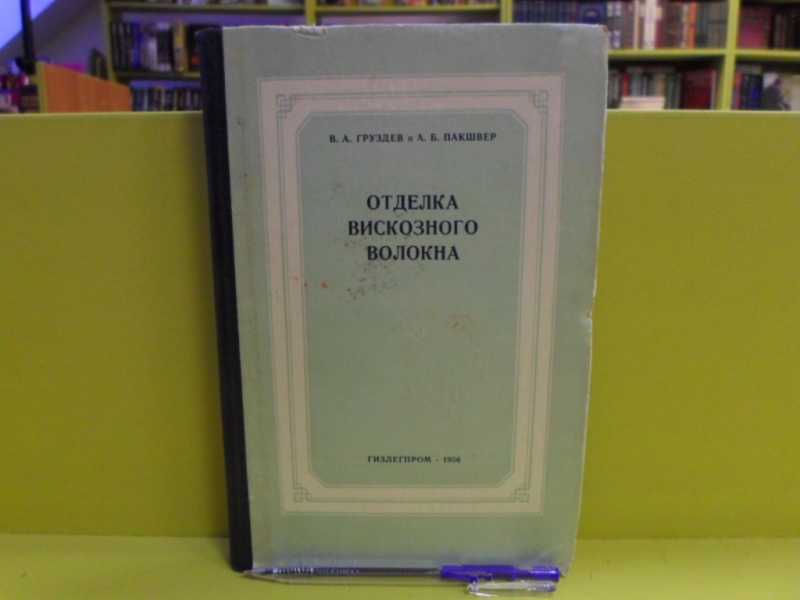 В. А. ГРУЗДЕВ и А. Б. ПАКШВЕР
ОТДЕЛКА
ВИСКОЗНОГО
ВОЛОКНА
ГИЗЛЕГПРОМ · 1956